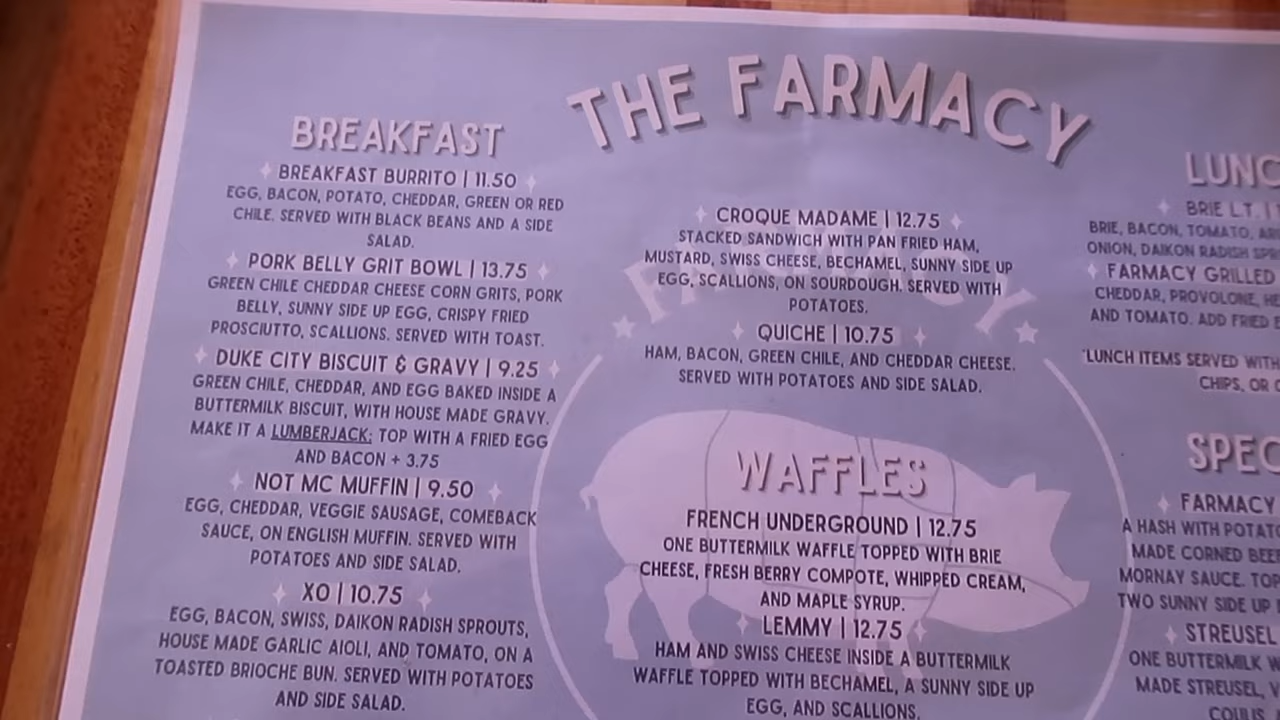 THE FARMACY
BREAKFAST
BREAKFAST BURRITO | 11.50
EGG, BACON, POTATO, CHEDDAR, GREEN OR RED
CHILE. SERVED WITH BLACK BEANS AND A SIDE
SALAD.
PORK BELLY GRIT BOWL | 13.75
GREEN CHILE CHEDDAR CHEESE CORN GRITS, PORK
BELLY, SUNNY SIDE UP EGG, CRISPY FRIED
PROSCIUTTO, SCALLIONS. SERVED WITH TOAST.
DUKE CITY BISCUIT & GRAVY | 9.25
GREEN CHILE, CHEDDAR, AND EGG BAKED INSIDE A
BUTTERMILK BISCUIT, WITH HOUSE MADE GRAVY.
MAKE IT A LUMBERJACK: TOP WITH A FRIED EGG
AND BACON + 3.75
NOT MC MUFFIN | 9.50
EGG, CHEDDAR, VEGGIE SAUSAGE, COMEBACK
SAUCE, ON ENGLISH MUFFIN. SERVED WITH
POTATOES AND SIDE SALAD.
XO | 10.75
EGG, BACON, SWISS, DAIKON RADISH SPROUTS,
HOUSE MADE GARLIC AIOLI, AND TOMATO, ON A
TOASTED BRIOCHE BUN. SERVED WITH POTATOES
AND SIDE SALAD.
CROQUE MADAME | 12.75
STACKED SANDWICH WITH PAN FRIED HAM,
MUSTARD, SWISS CHEESE, BECHAMEL, SUNNY SIDE UP
EGG, SCALLIONS, ON SOURDOUGH. SERVED WITH
POTATOES.
QUICHE | 10.75
HAM, BACON, GREEN CHILE, AND CHEDDAR CHEESE.
SERVED WITH POTATOES AND SIDE SALAD.
WAFFLES
FRENCH UNDERGROUND | 12.75
ONE BUTTERMILK WAFFLE TOPPED WITH BRIE
CHEESE, FRESH BERRY COMPOTE, WHIPPED CREAM,
AND MAPLE SYRUP.
LEMMY | 12.75
HAM AND SWISS CHEESE INSIDE A BUTTERMILK
WAFFLE TOPPED WITH BECHAMEL, A SUNNY SIDE UP
EGG, AND SCALLIONS.
LUNC
BRIE L.T. |
BRIE, BACON, TOMATO,
ONION, DAIKON RADISH SPR
FARMACY GRILLED
CHEDDAR, PROVOLONE, HE
AND TOMATO. ADD FRIED
*LUNCH ITEMS SERVED WITH
CHIPS, OR
SPEC
FARMACY
A HASH WITH POTATO
MADE CORNED BEEF
MORNAY SAUCE. TOP
TWO SUNNY SIDE UP
STREUSEL
ONE BUTTERMILK W
MADE STREUSEL,
COULIS,